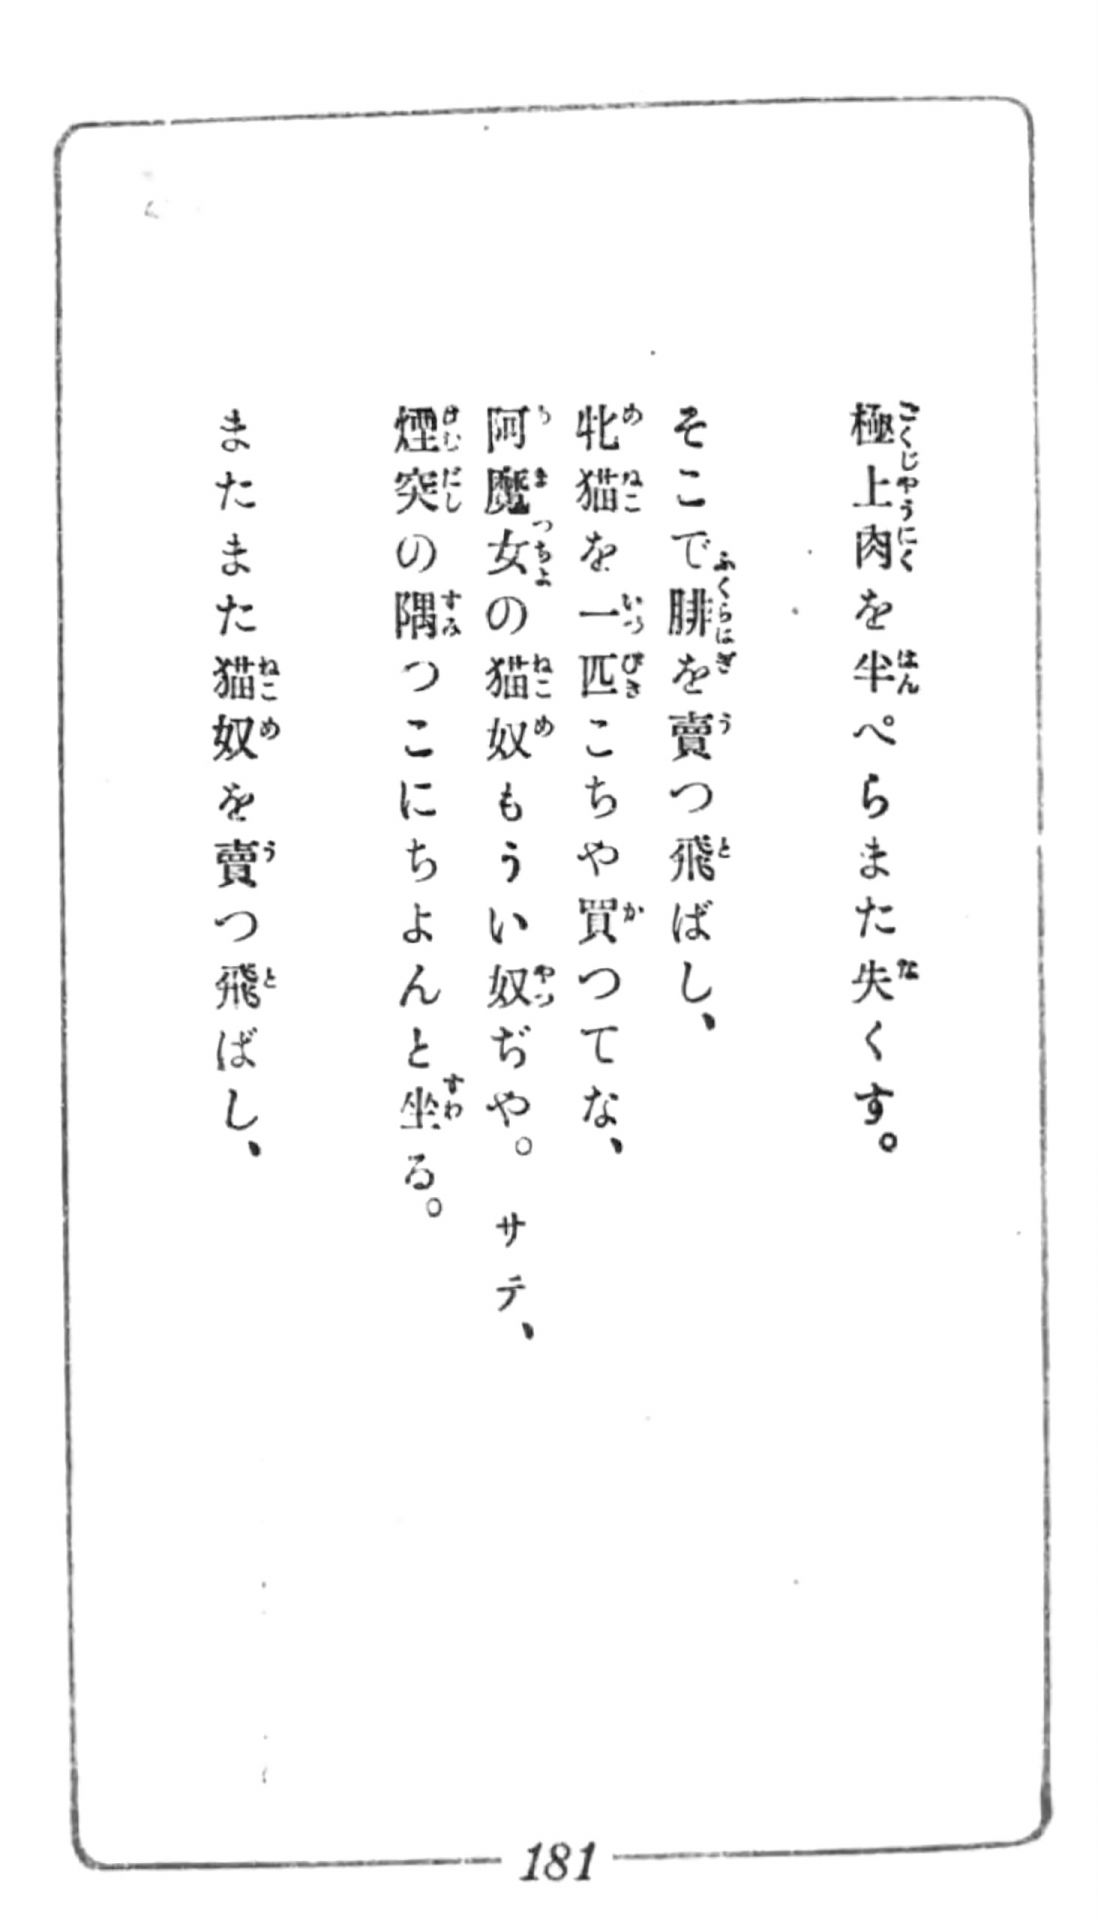 極上肉を半ぺらまた失くす。
そこで腓を賣つ飛ばし、
牝猫を一匹こちや買つてな、
阿魔女の猫奴もうい奴ぢや。サテ、
煙突の隅つこにちよんと坐る。
またまた猫奴を賣つ飛ばし、
181